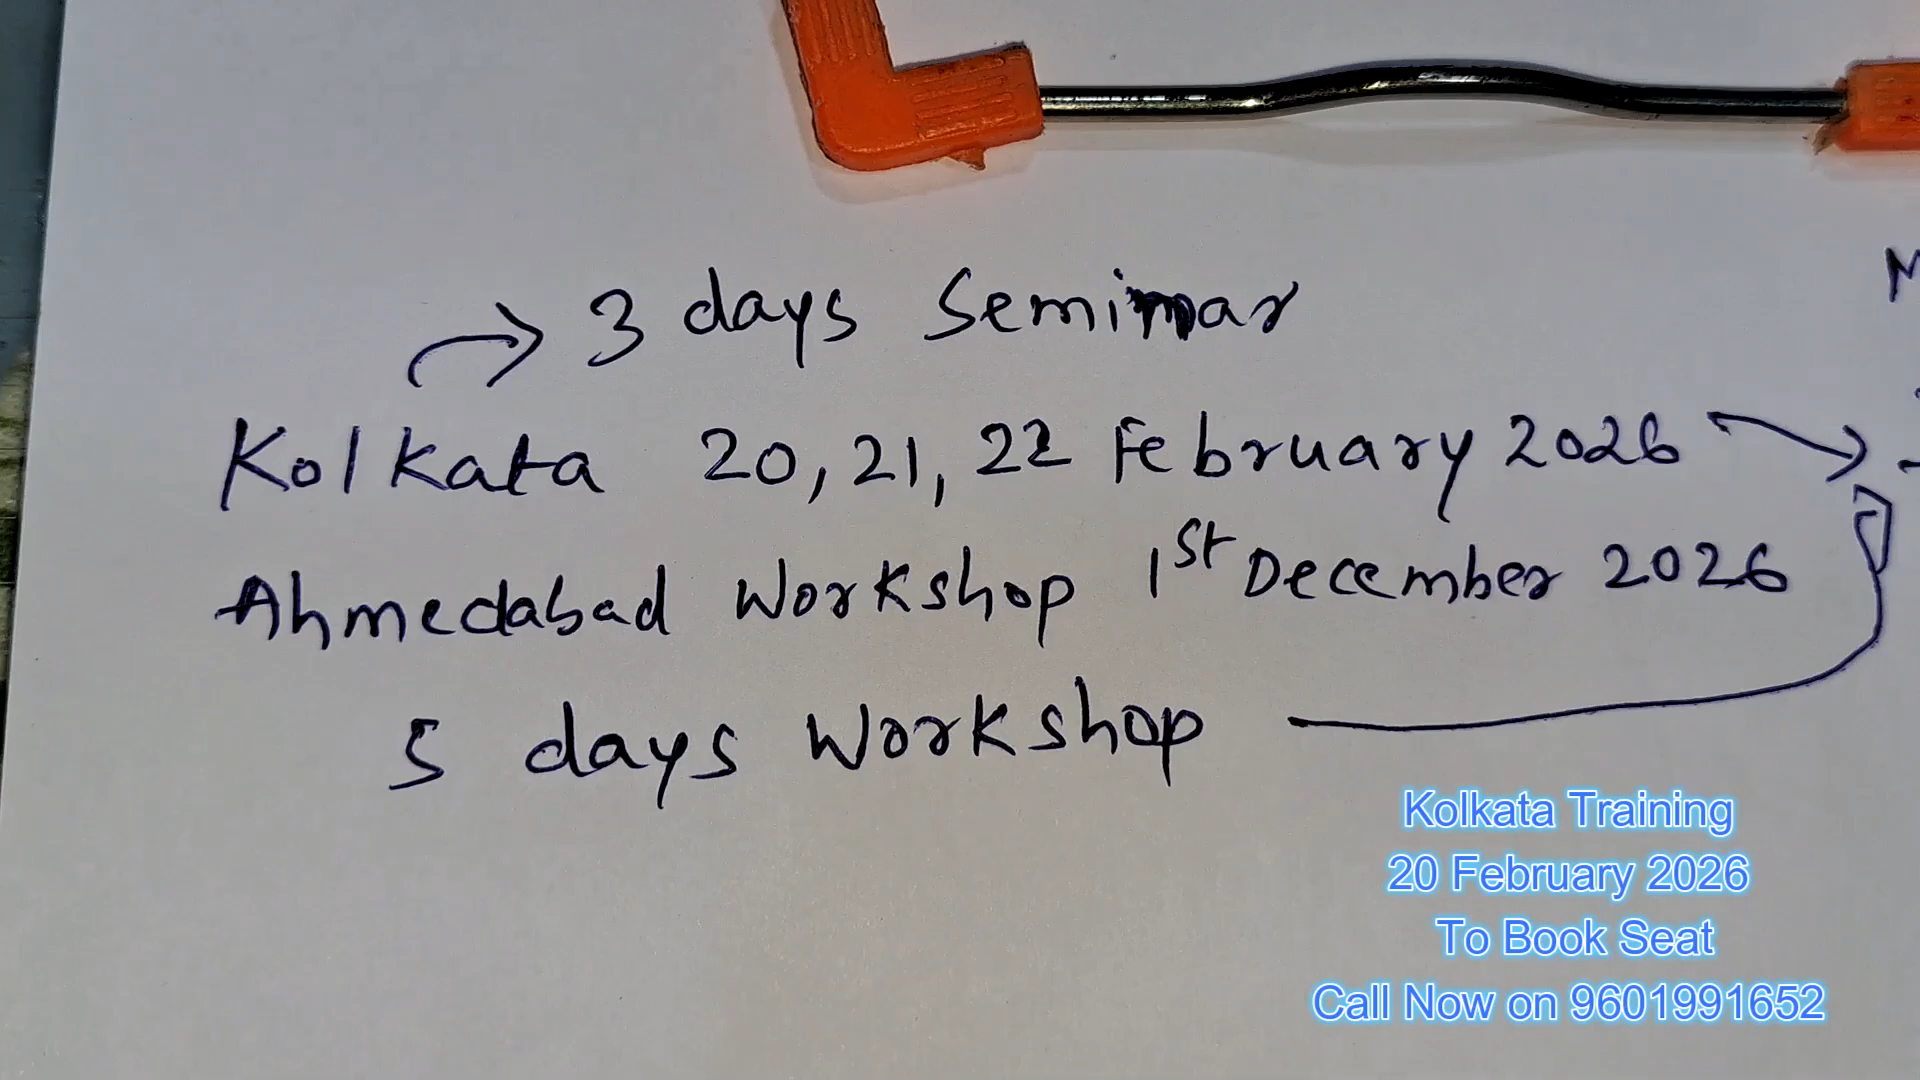 3 days Seminar
Kolkata 20, 21, 22 February 2026
Ahmedabad Workshop 1st December 2026
5 days Workshop
Kolkata Training
20 February 2026
To Book Seat
Call Now on 9601991652